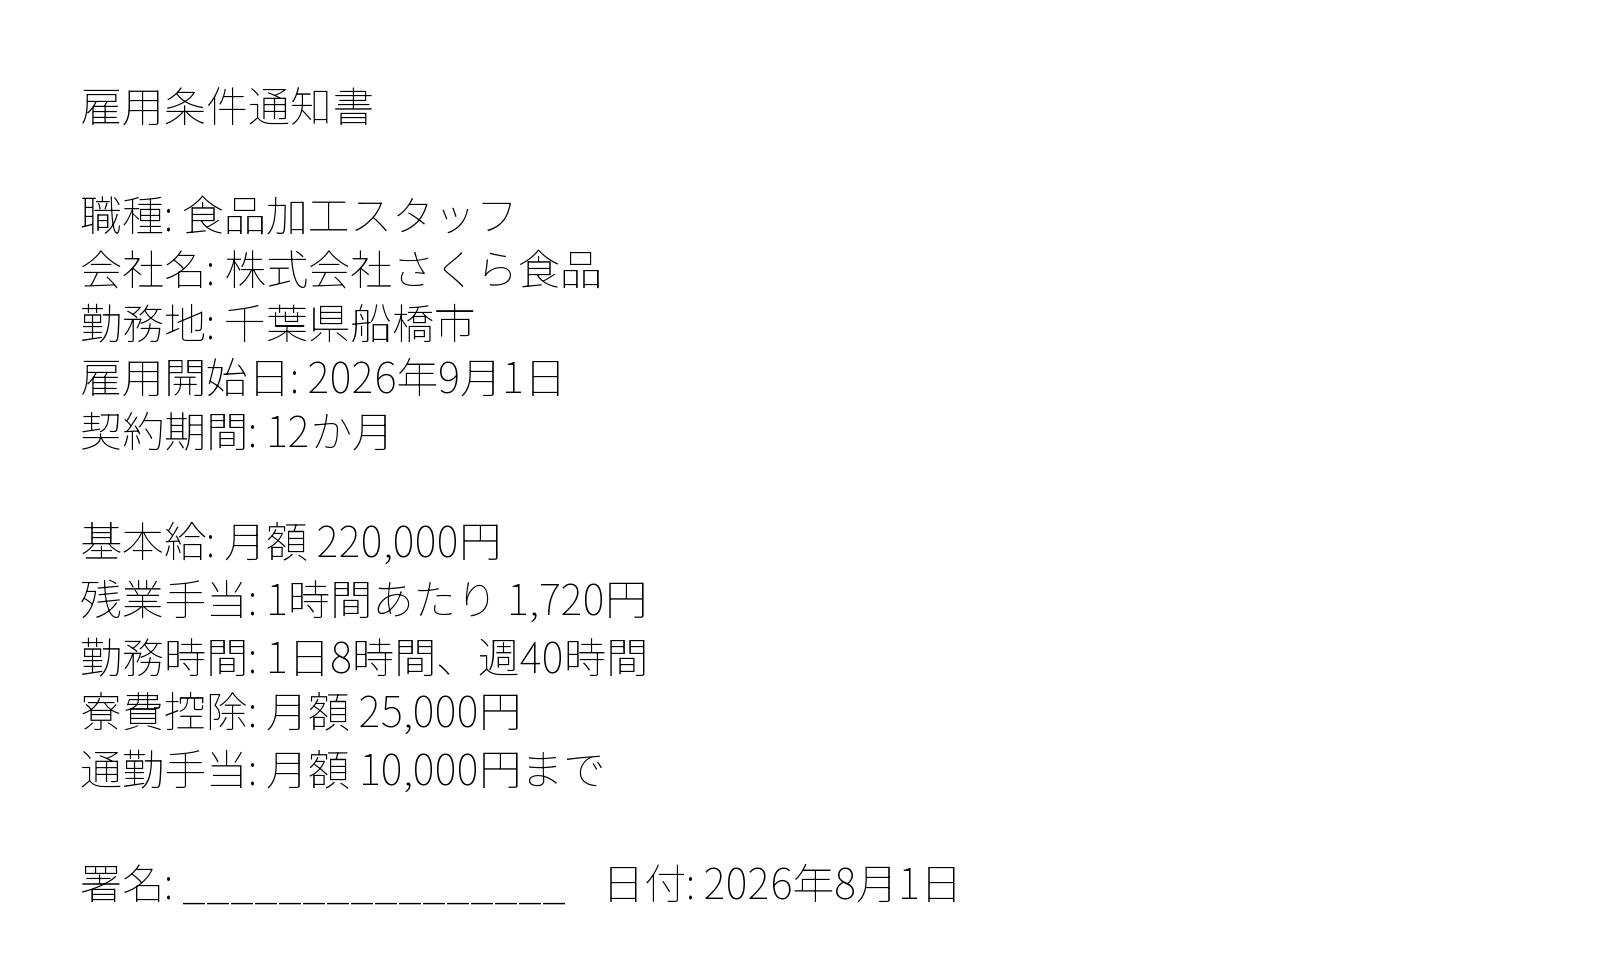 雇用条件通知書
職種: 食品加工スタッフ
会社名: 株式会社さくら食品
勤務地: 千葉県船橋市
雇用開始日: 2026年9月1日
契約期間: 12か月
基本給: 月額 220,000円
残業手当: 1時間あたり 1,720円
勤務時間: 1日8時間、週40時間
寮費控除: 月額 25,000円
通勤手当: 月額 10,000円まで
署名: ________________　日付: 2026年8月1日